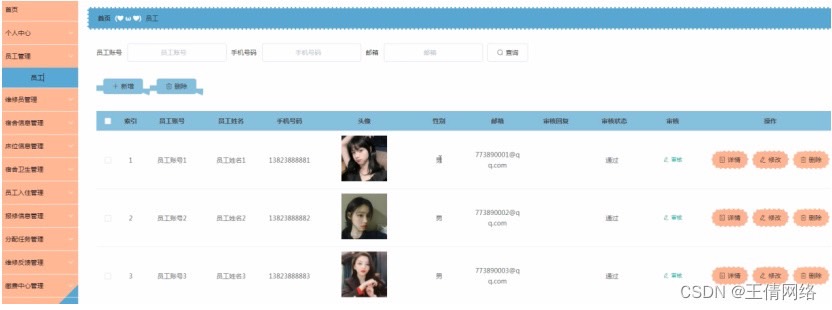 首页
个人中心
员工管理
员工
维修员管理
宿舍信息管理
床位信息管理
宿舍卫生管理
员工入住管理
报修信息管理
分配任务管理
维修反馈管理
缴费中心管理
首页 (♥ω♥) 员工
员工账号 员工账号 手机号码 手机号码 邮箱 邮箱 查询
+ 新增 删除
索引 员工账号 员工姓名 手机号码 头像 性别 邮箱 审核回复 审核状态 审核 操作
1 员工账号1 员工姓名1 13823888881 773890001@q 通过 审核 详情 修改 删除
q.com
2 员工账号2 员工姓名2 13823888882 男 773890002@q 通过 审核 详情 修改 删除
q.com
3 员工账号3 员工姓名3 13823888883 男 773890003@q 通过 审核 详情 修改 删除
q.com
CSDN @王倩网络